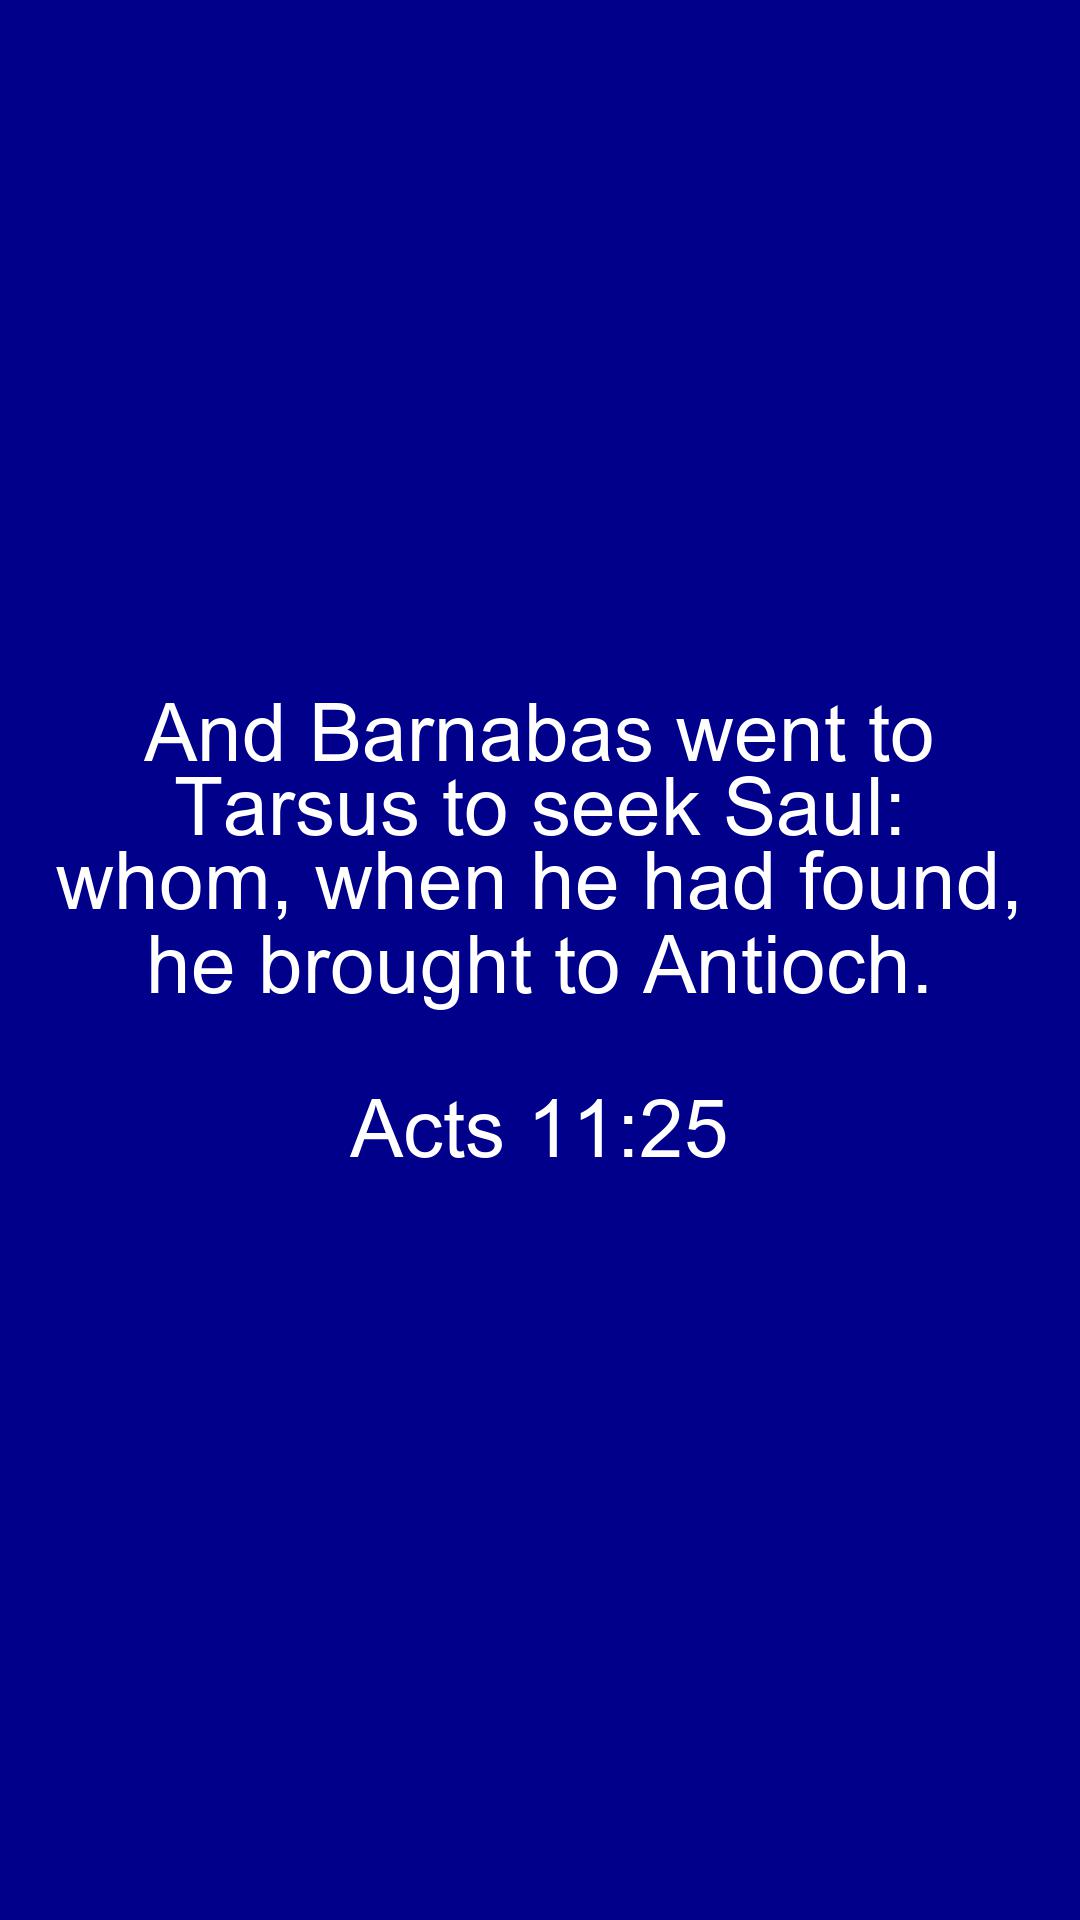 And Barnabas went to
Tarsus to seek Saul:
whom, when he had found,
he brought to Antioch.
Acts 11:25